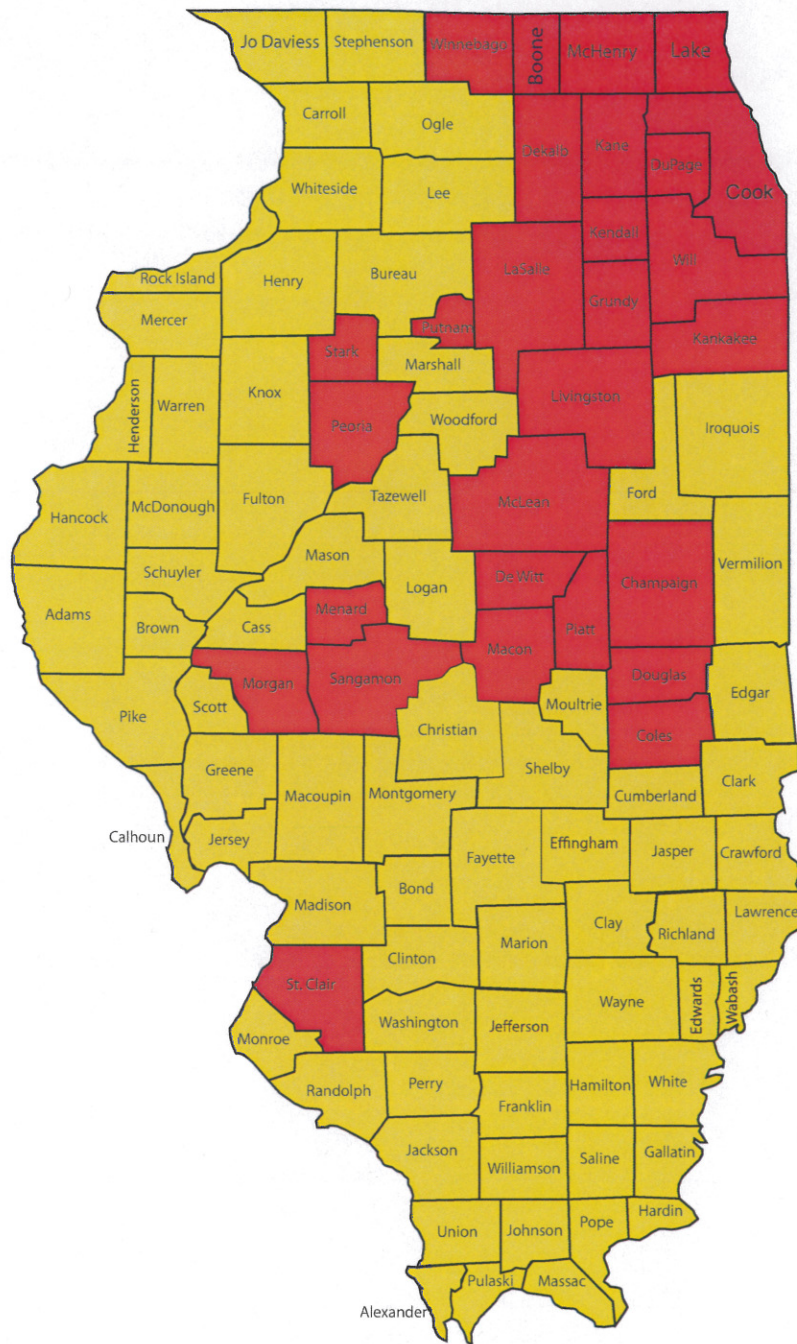 Jo Daviess
Stephenson
Winnebago
Boone
McHenry
Lake
Carroll
Ogle
Dekalb
Kane
DuPage
Cook
Whiteside
Lee
Kendall
Will
Rock Island
Henry
Bureau
LaSalle
Grundy
Mercer
Putnam
Kankakee
Stark
Marshall
Henderson
Warren
Knox
Peoria
Woodford
Livingston
Iroquois
Hancock
McDonough
Fulton
Tazewell
McLean
Ford
Mason
Schuyler
Logan
De Witt
Champaign
Vermilion
Adams
Brown
Cass
Menard
Macon
Piatt
Pike
Scott
Morgan
Sangamon
Christian
Moultrie
Douglas
Edgar
Coles
Greene
Macoupin
Montgomery
Shelby
Cumberland
Clark
Calhoun
Jersey
Fayette
Effingham
Jasper
Crawford
Madison
Bond
Clay
Richland
Lawrence
Marion
Clinton
St. Clair
Wayne
Edwards
Wabash
Monroe
Washington
Jefferson
Randolph
Perry
Franklin
Hamilton
White
Jackson
Williamson
Saline
Gallatin
Union
Johnson
Pope
Hardin
Alexander
Pulaski
Massac